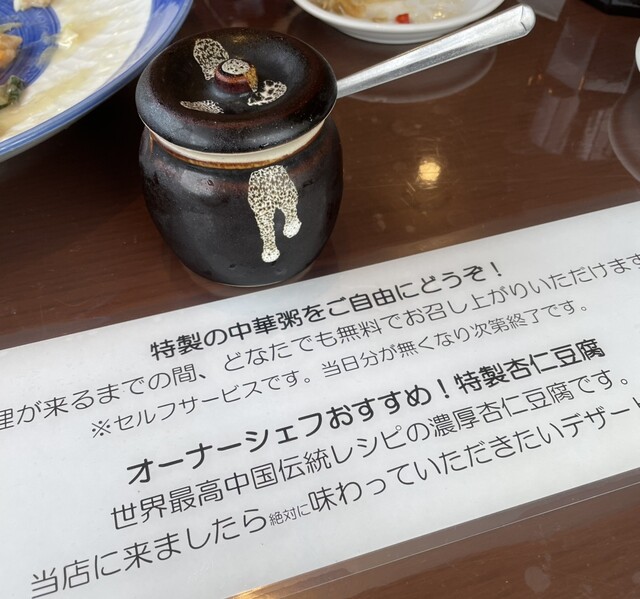 特製の中華粥をご自由にどうぞ！
理が来るまでの間、どなたでも無料でお召し上がりいただけます
※セルフサービスです。当日分が無くなり次第終了です。
オーナーシェフおすすめ！特製杏仁豆腐
世界最高中国伝統レシピの濃厚杏仁豆腐です。
当店に来ましたら絶対に味わっていただきたいデザート